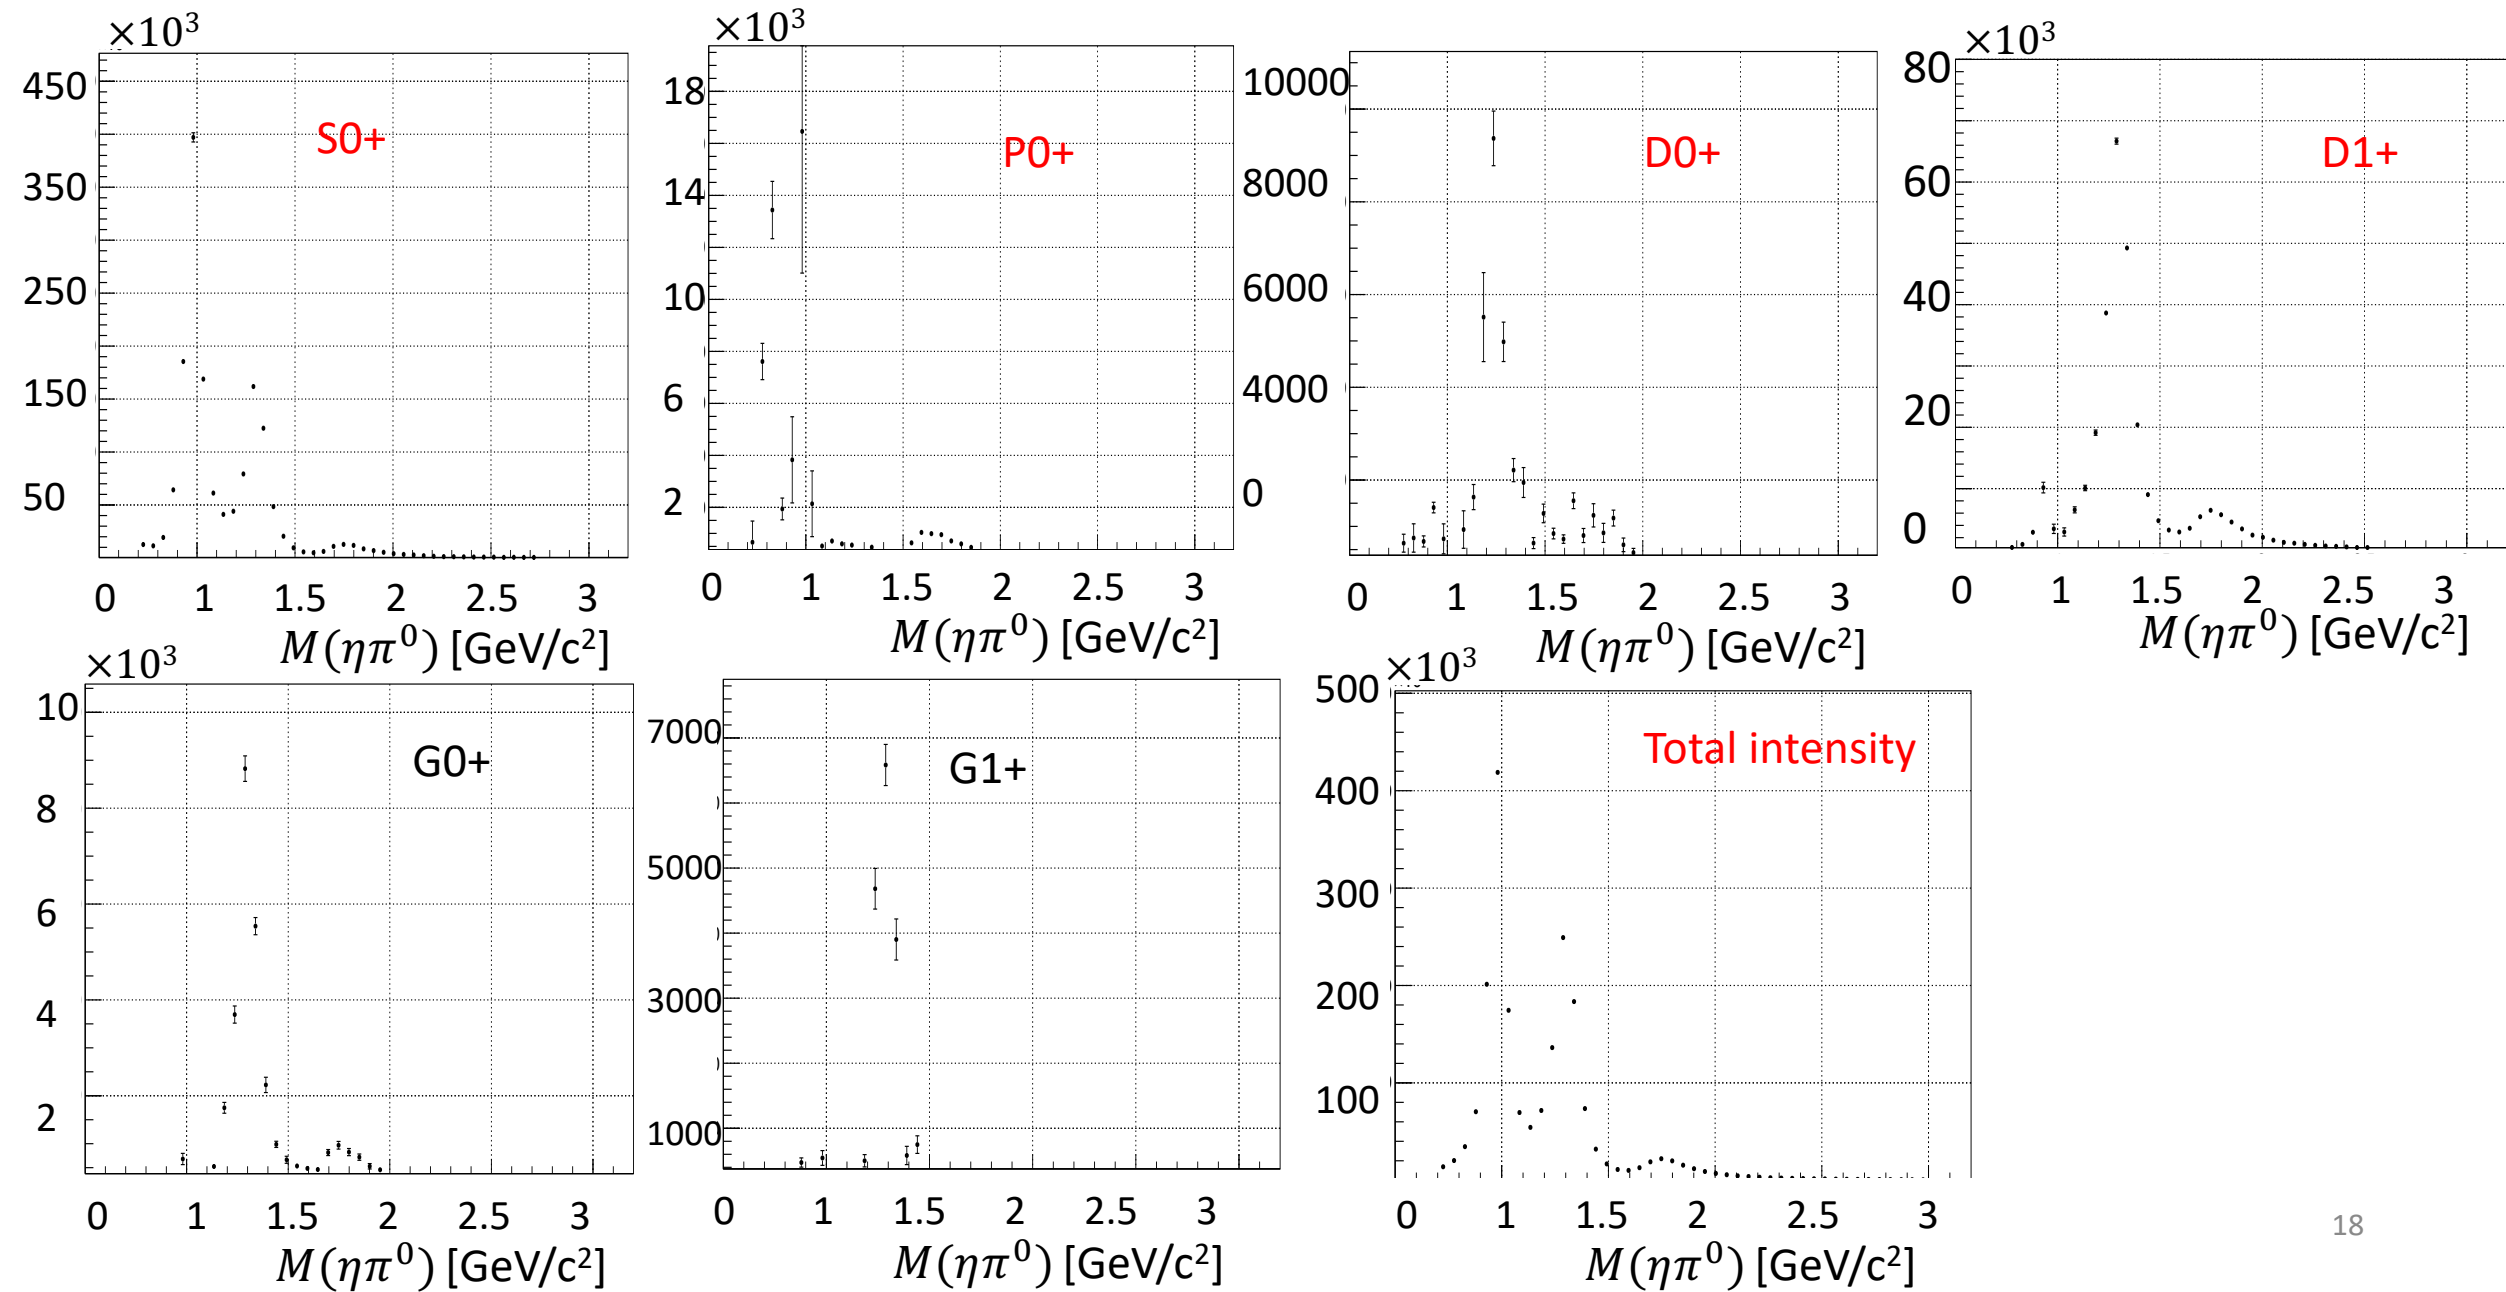 ×10³
450
350
250
150
50
S0+
0 1 1.5 2 2.5 3
M(ηπ⁰) [GeV/c²]
×10³
18
14
10
6
2
P0+
0 1 1.5 2 2.5 3
M(ηπ⁰) [GeV/c²]
10000
8000
6000
4000
0
D0+
0 1 1.5 2 2.5 3
M(ηπ⁰) [GeV/c²]
×10³
80
60
40
20
0
D1+
0 1 1.5 2 2.5 3
M(ηπ⁰) [GeV/c²]
×10³
10
8
6
4
2
G0+
0 1 1.5 2 2.5 3
M(ηπ⁰) [GeV/c²]
7000
5000
3000
1000
G1+
0 1 1.5 2 2.5 3
M(ηπ⁰) [GeV/c²]
×10³
500
400
300
200
100
Total intensity
0 1 1.5 2 2.5 3
M(ηπ⁰) [GeV/c²]
18